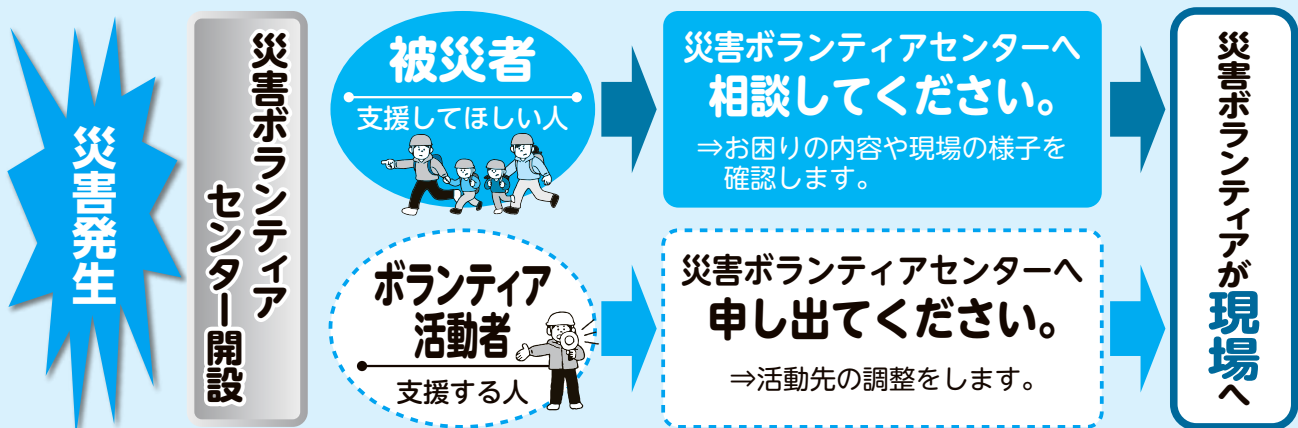 災害発生
災害ボランティア
センター開設
被災者
支援してほしい人
災害ボランティアセンターへ
相談してください。
⇒お困りの内容や現場の様子を
確認します。
ボランティア
活動者
支援する人
災害ボランティアセンターへ
申し出てください。
⇒活動先の調整をします。
災害ボランティアが現場へ